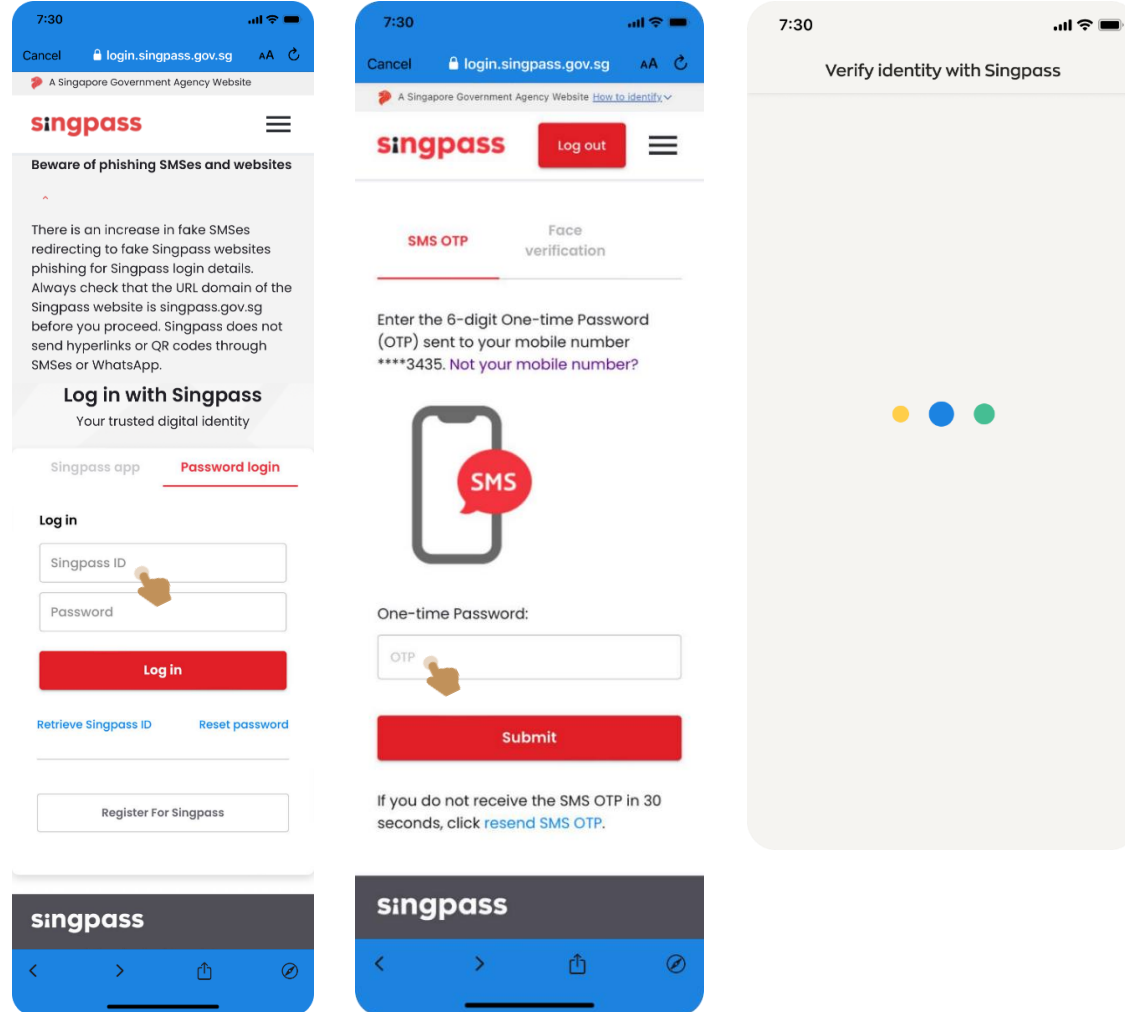 7:30
Cancel login.singpass.gov.sg AA
A Singapore Government Agency Website
singpass
Beware of phishing SMSes and websites
There is an increase in fake SMSes
redirecting to fake Singpass websites
phishing for Singpass login details.
Always check that the URL domain of the
Singpass website is singpass.gov.sg
before you proceed. Singpass does not
send hyperlinks or QR codes through
SMSes or WhatsApp.
Log in with Singpass
Your trusted digital identity
Singpass app Password login
Log in
Singpass ID
Password
Log in
Retrieve Singpass ID Reset password
Register For Singpass
singpass
7:30
Cancel login.singpass.gov.sg AA
A Singapore Government Agency Website How to identify
singpass Log out
SMS OTP Face
verification
Enter the 6-digit One-time Password
(OTP) sent to your mobile number
****3435. Not your mobile number?
SMS
One-time Password:
OTP
Submit
If you do not receive the SMS OTP in 30
seconds, click resend SMS OTP.
singpass
7:30
Verify identity with Singpass